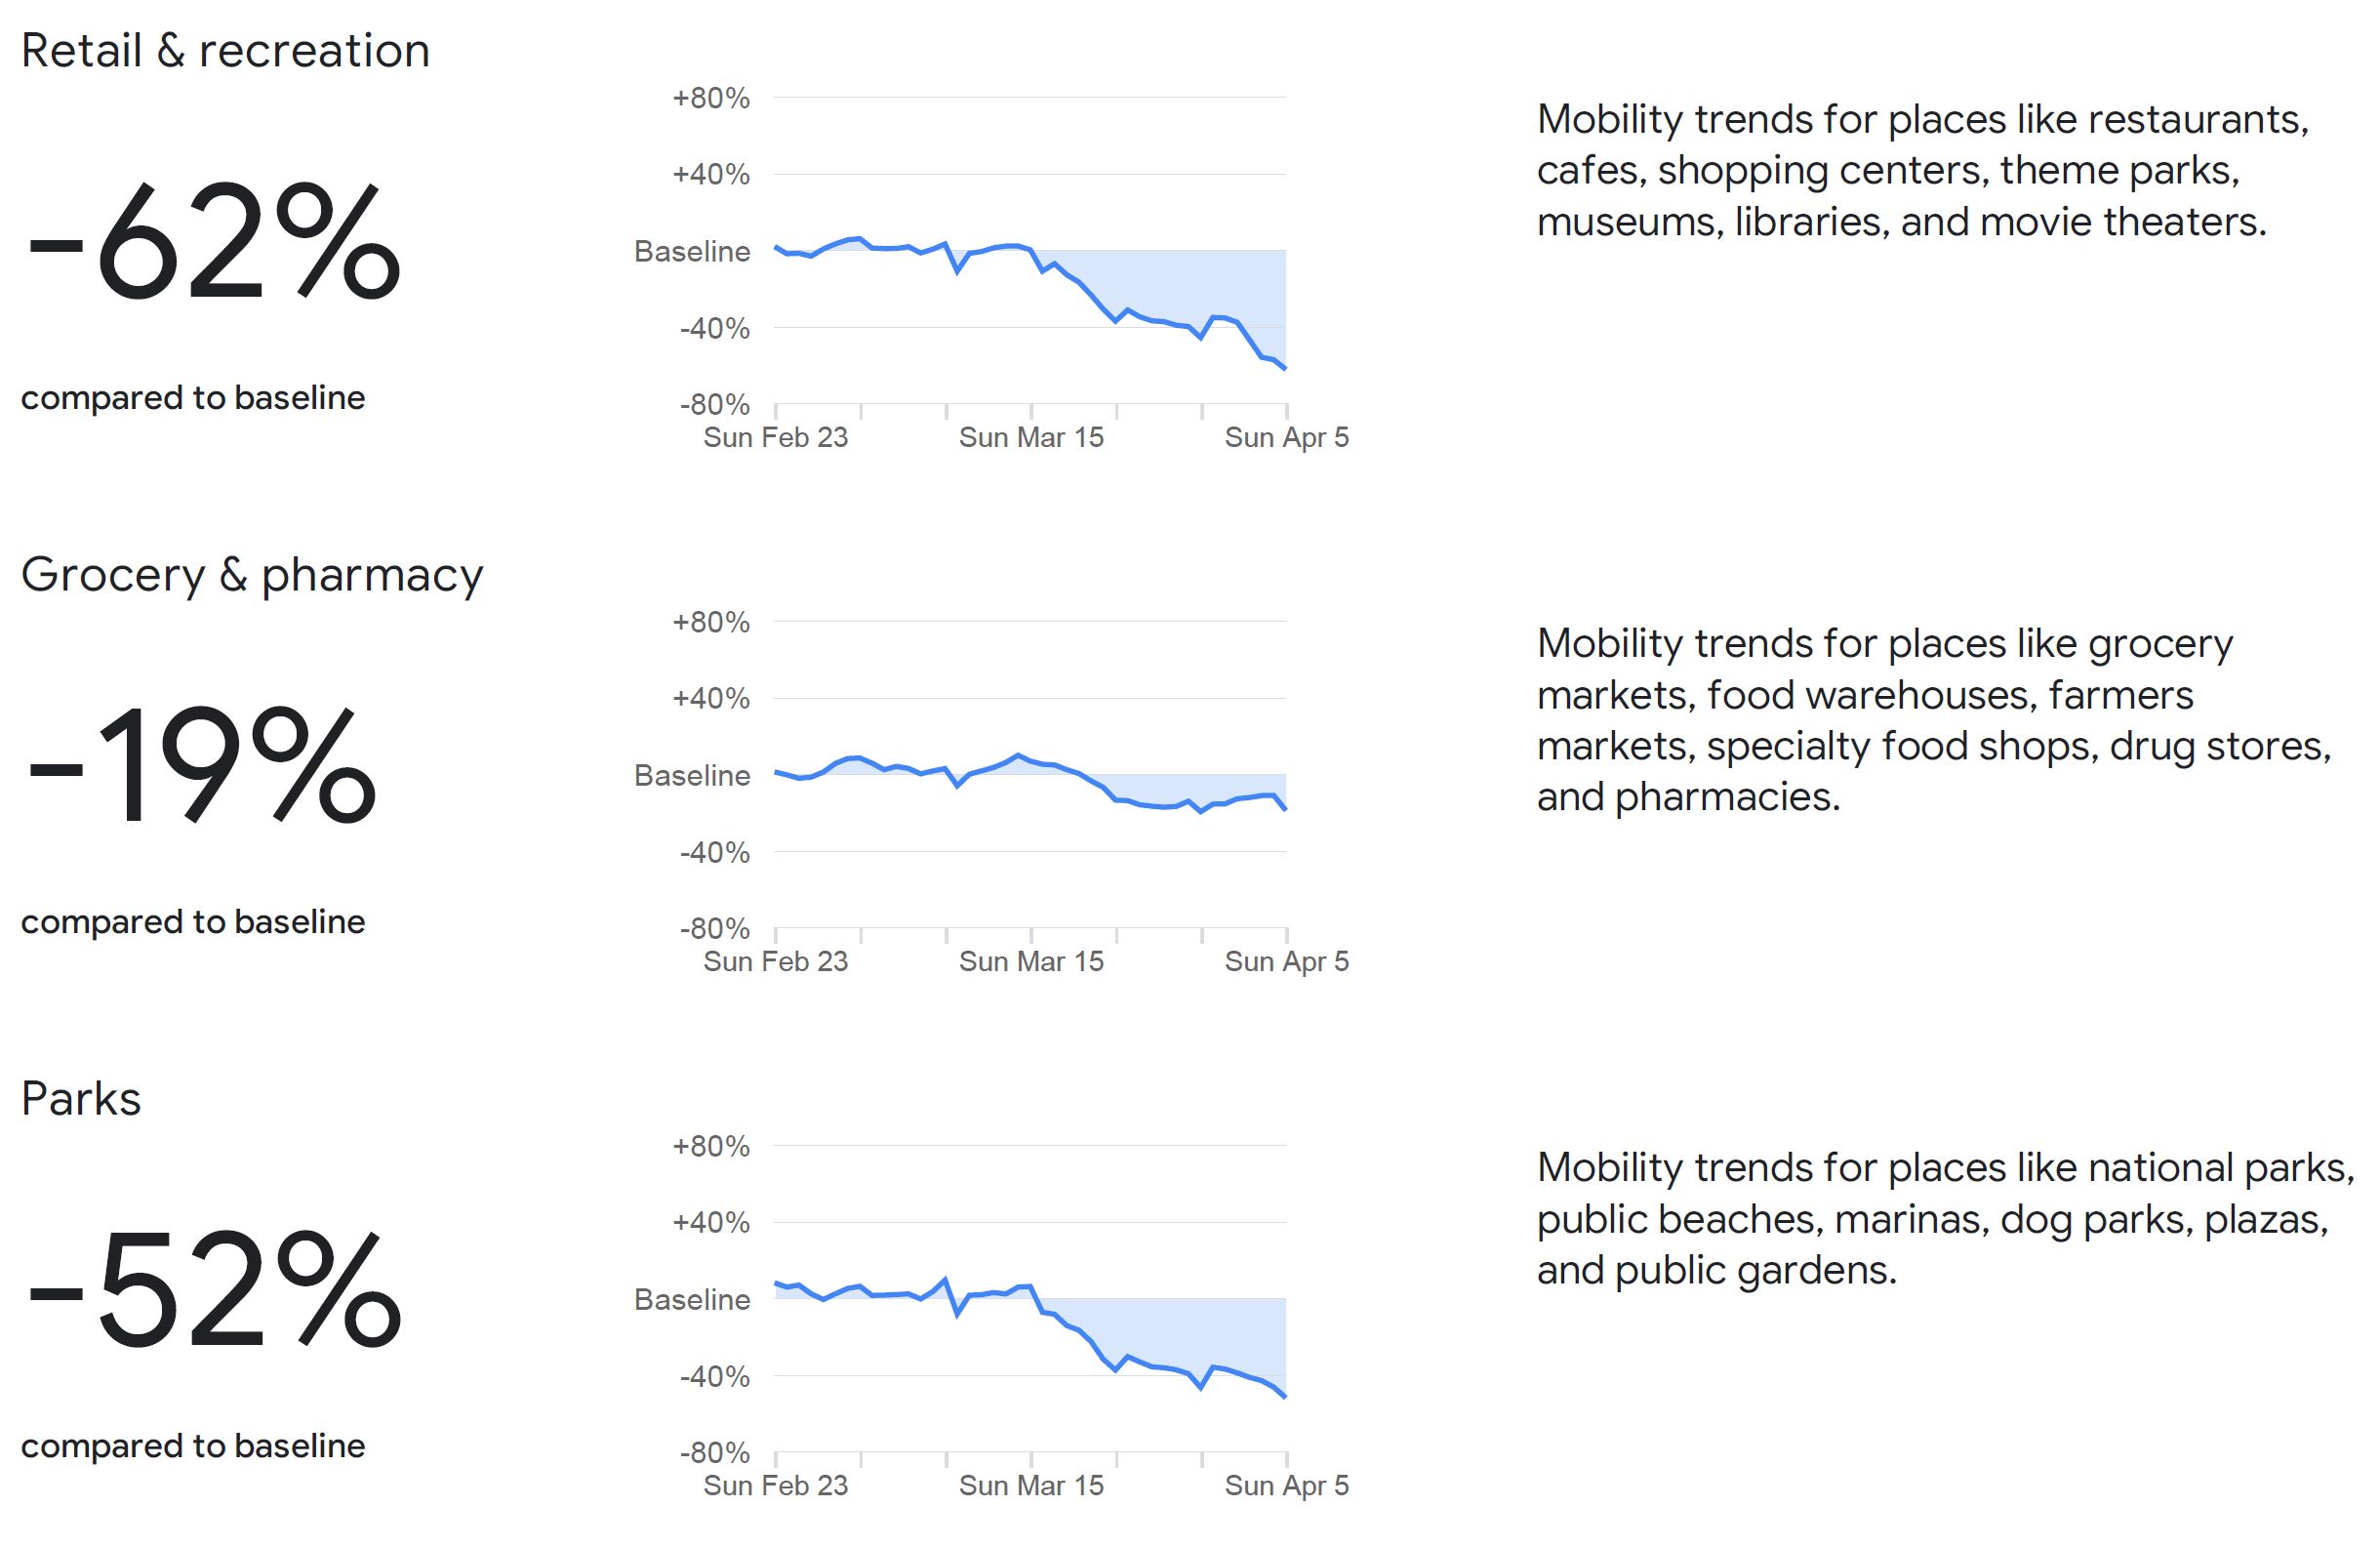 Retail & recreation
-62%
compared to baseline
+80%
+40%
Baseline
-40%
-80%
Sun Feb 23 Sun Mar 15 Sun Apr 5
Mobility trends for places like restaurants,
cafes, shopping centers, theme parks,
museums, libraries, and movie theaters.
Grocery & pharmacy
-19%
compared to baseline
+80%
+40%
Baseline
-40%
-80%
Sun Feb 23 Sun Mar 15 Sun Apr 5
Mobility trends for places like grocery
markets, food warehouses, farmers
markets, specialty food shops, drug stores,
and pharmacies.
Parks
-52%
compared to baseline
+80%
+40%
Baseline
-40%
-80%
Sun Feb 23 Sun Mar 15 Sun Apr 5
Mobility trends for places like national parks,
public beaches, marinas, dog parks, plazas,
and public gardens.